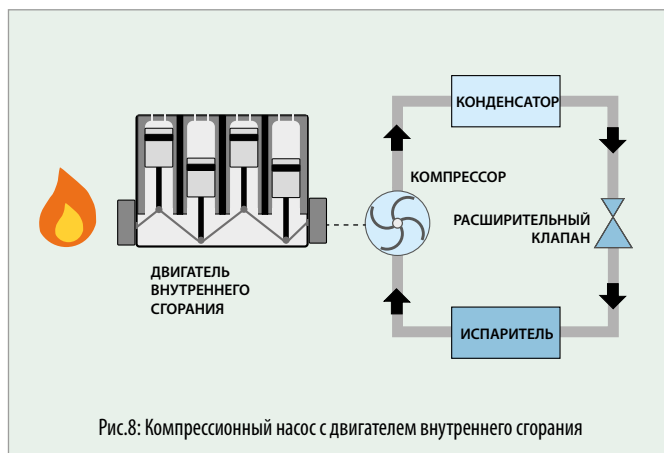 КОНДЕНСАТОР
КОМПРЕССОР
РАСШИРИТЕЛЬНЫЙ
КЛАПАН
ДВИГАТЕЛЬ
ВНУТРЕННЕГО
СГОРАНИЯ
ИСПАРИТЕЛЬ
Рис.8: Компрессионный насос с двигателем внутреннего сгорания